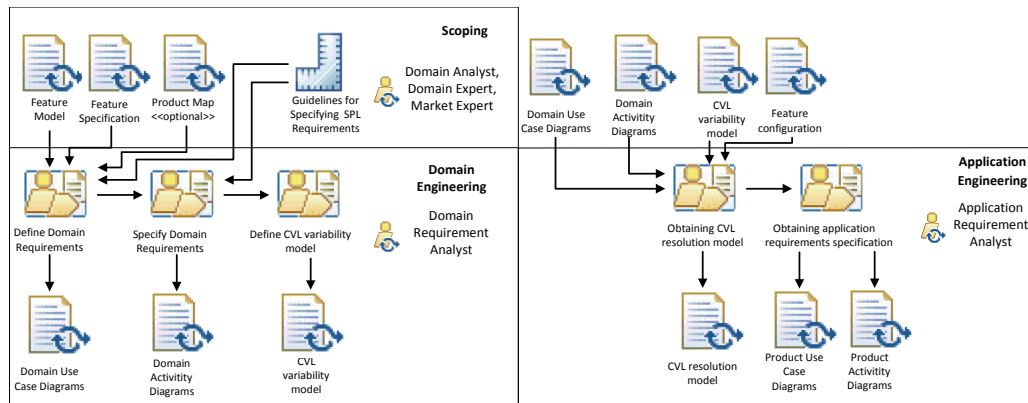 Scoping
Feature
Model
Feature
Specification
Product Map
<<optional>>
Guidelines for
Specifying SPL
Requirements
Domain Analyst,
Domain Expert,
Market Expert
Domain
Engineering
Define Domain
Requirements
Specify Domain
Requirements
Define CVL variability
model
Domain
Requirement
Analyst
Domain Use
Case Diagrams
Domain
Activitity
Diagrams
CVL
variability
model
Domain Use
Case Diagrams
Domain
Actitivity
Diagrams
CVL
variability
model
Feature
configuration
Application
Engineering
Obtaining CVL
resolution model
Obtaining application
requirements specification
Application
Requirement
Analyst
CVL resolution
model
Product Use
Case
Diagrams
Product
Activity
Diagrams